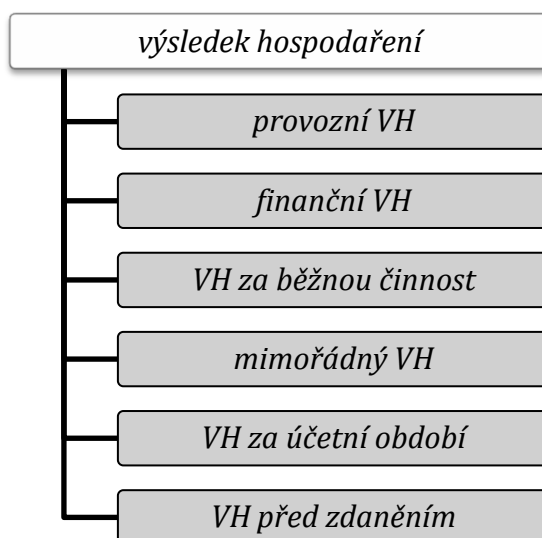 výsledek hospodaření
provozní VH
finanční VH
VH za běžnou činnost
mimořádný VH
VH za účetní období
VH před zdaněním